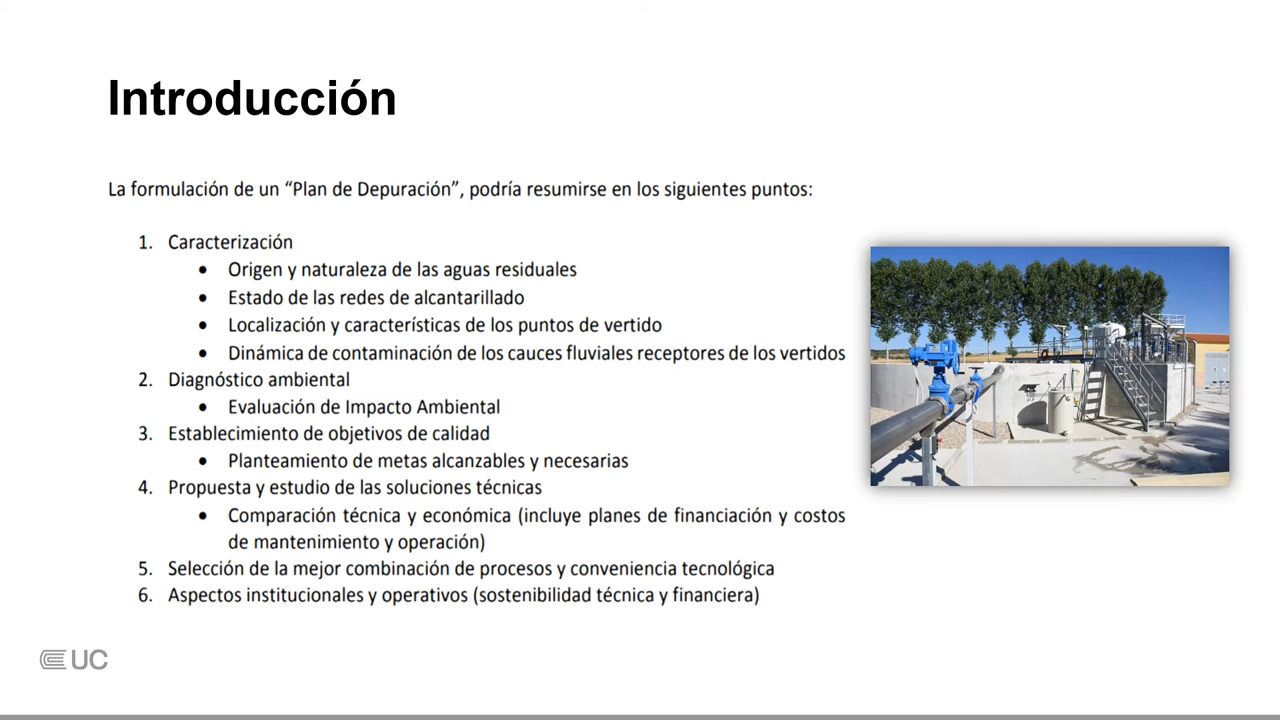 Introducción
La formulación de un “Plan de Depuración”, podría resumirse en los siguientes puntos:
1. Caracterización
• Origen y naturaleza de las aguas residuales
• Estado de las redes de alcantarillado
• Localización y características de los puntos de vertido
• Dinámica de contaminación de los cauces fluviales receptores de los vertidos
2. Diagnóstico ambiental
• Evaluación de Impacto Ambiental
3. Establecimiento de objetivos de calidad
• Planteamiento de metas alcanzables y necesarias
4. Propuesta y estudio de las soluciones técnicas
• Comparación técnica y económica (incluye planes de financiación y costos
de mantenimiento y operación)
5. Selección de la mejor combinación de procesos y conveniencia tecnológica
6. Aspectos institucionales y operativos (sostenibilidad técnica y financiera)
UC